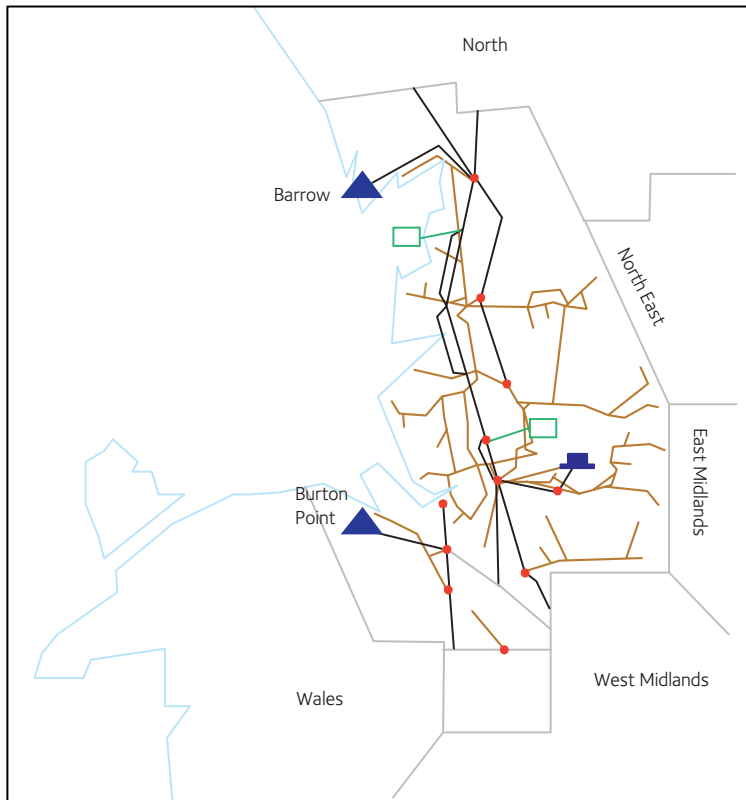 North
Barrow
North East
East Midlands
Burton
Point
West Midlands
Wales